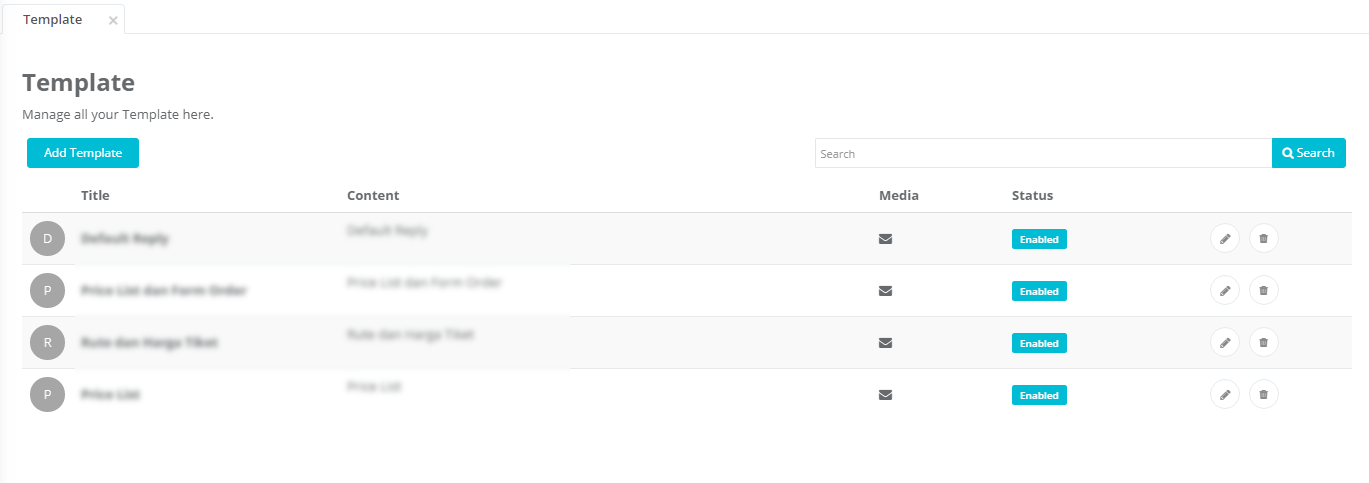 Template ×
Template
Manage all your Template here.
Add Template
Search
Search
Title Content Media Status
D Default Reply Default Reply Enabled
P Price List dan Form Order Price List dan Form Order Enabled
R Rute dan Harga Tiket Rute dan Harga Tiket Enabled
P Price List Price List Enabled